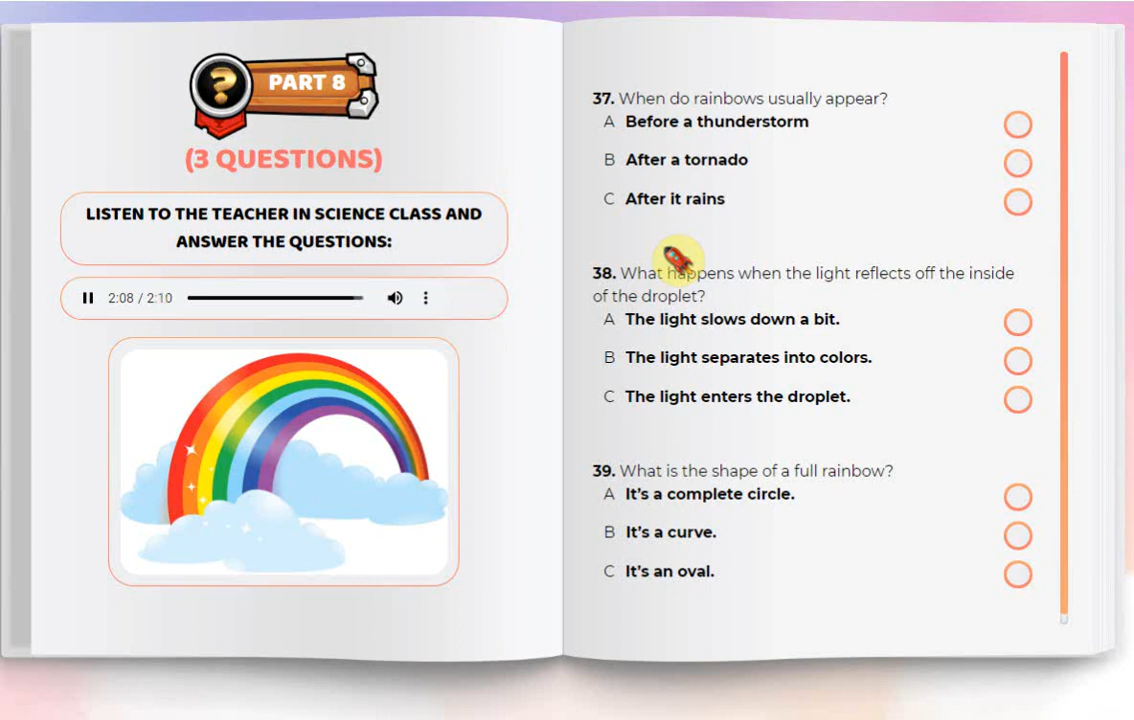 PART 8
(3 QUESTIONS)
LISTEN TO THE TEACHER IN SCIENCE CLASS AND
ANSWER THE QUESTIONS:
2:08 / 2:10
37. When do rainbows usually appear?
A Before a thunderstorm
B After a tornado
C After it rains
38. What happens when the light reflects off the inside
of the droplet?
A The light slows down a bit.
B The light separates into colors.
C The light enters the droplet.
39. What is the shape of a full rainbow?
A It's a complete circle.
B It's a curve.
C It's an oval.